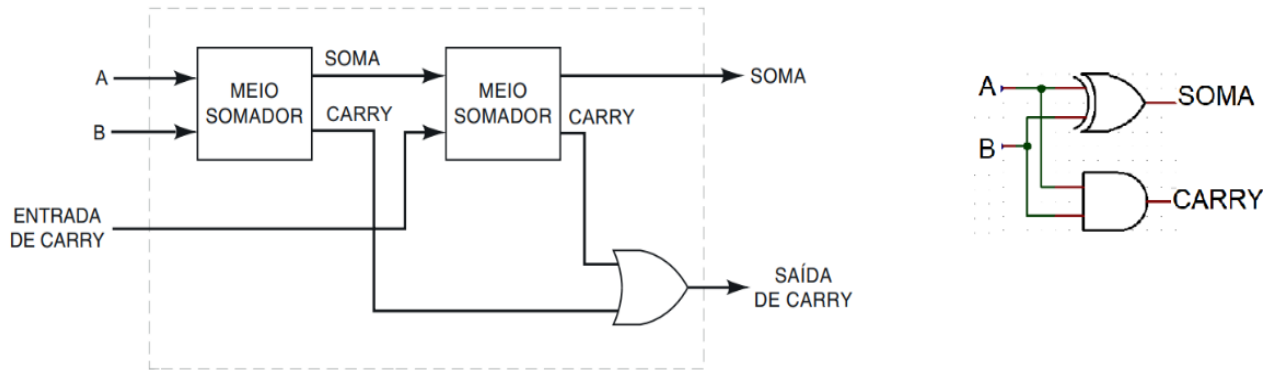 A
B
MEIO
SOMADOR
SOMA
CARRY
MEIO
SOMADOR
CARRY
SOMA
ENTRADA
DE CARRY
SAÍDA
DE CARRY
A
B
SOMA
CARRY